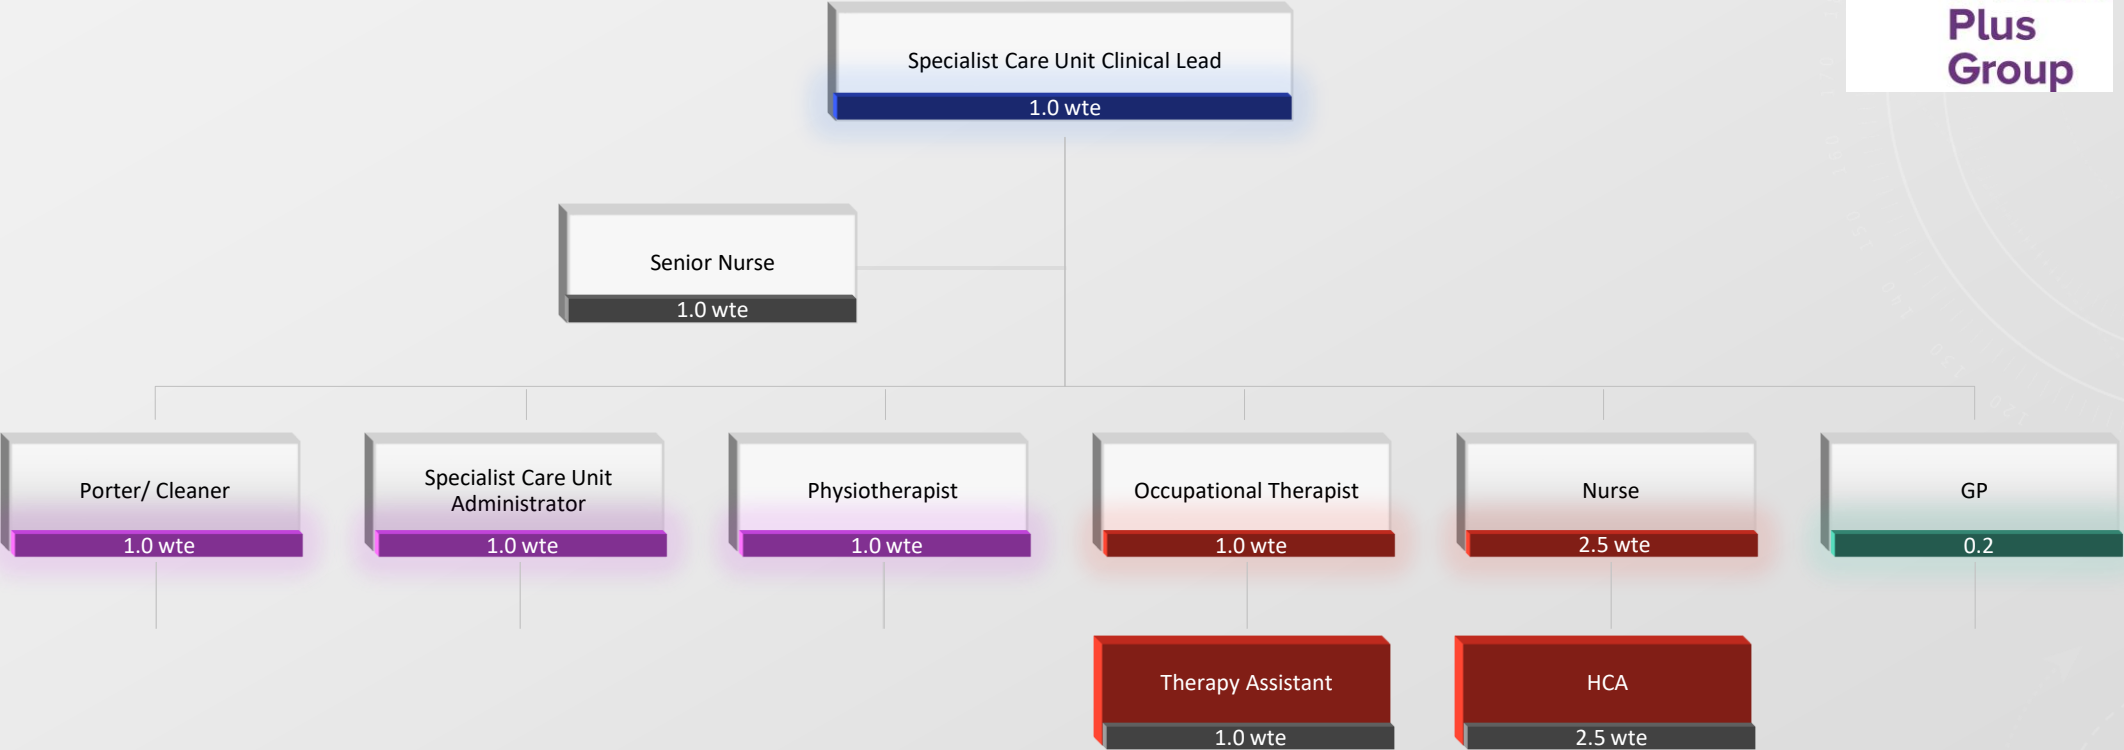 Plus
Group
Specialist Care Unit Clinical Lead
1.0 wte
Senior Nurse
1.0 wte
Porter/ Cleaner
1.0 wte
Specialist Care Unit
Administrator
1.0 wte
Physiotherapist
1.0 wte
Occupational Therapist
1.0 wte
Nurse
2.5 wte
GP
0.2
Therapy Assistant
1.0 wte
HCA
2.5 wte